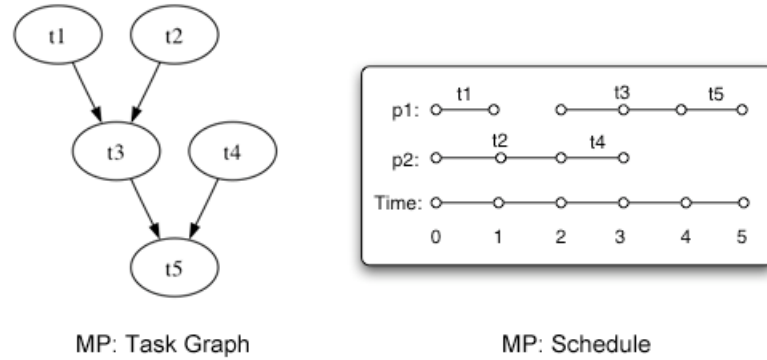 t1 t2
t3 t4
t5
MP: Task Graph
t1 t3 t5
p1:
t2 t4
p2:
Time:
0 1 2 3 4 5
MP: Schedule